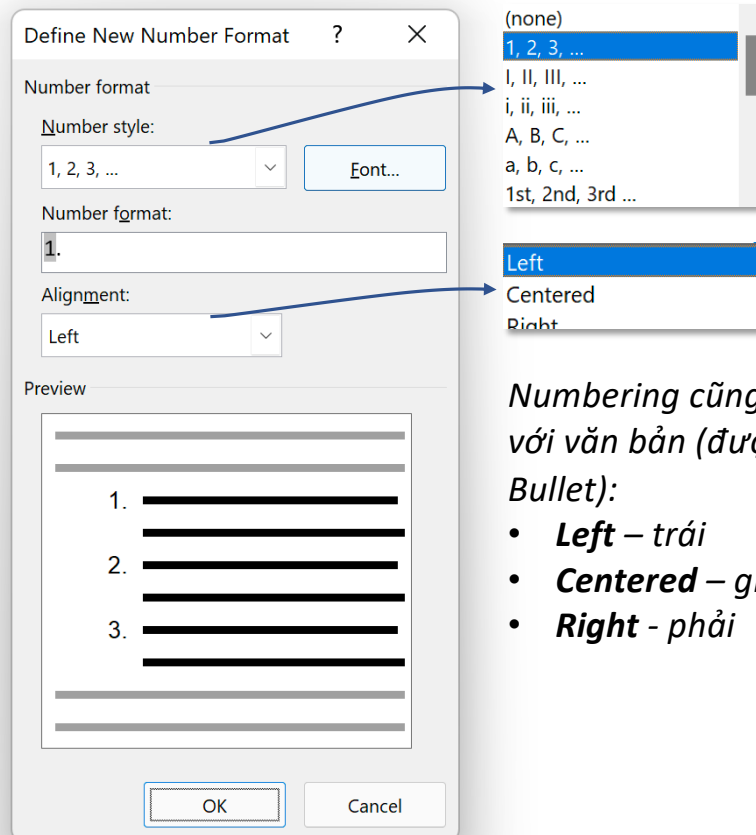 Define New Number Format ?
Number format
Number style:
1, 2, 3, ...
Font...
Number format:
1.
Alignment:
Left
Preview
1.
2.
3.
OK
Cancel
(none)
1, 2, 3, ...
I, II, III, ...
i, ii, iii, ...
A, B, C, ...
a, b, c, ...
1st, 2nd, 3rd ...
Left
Centered
Right
Numbering cũng
với văn bản
Bullet):
• Left – trái
• Centered –
• Right - phải